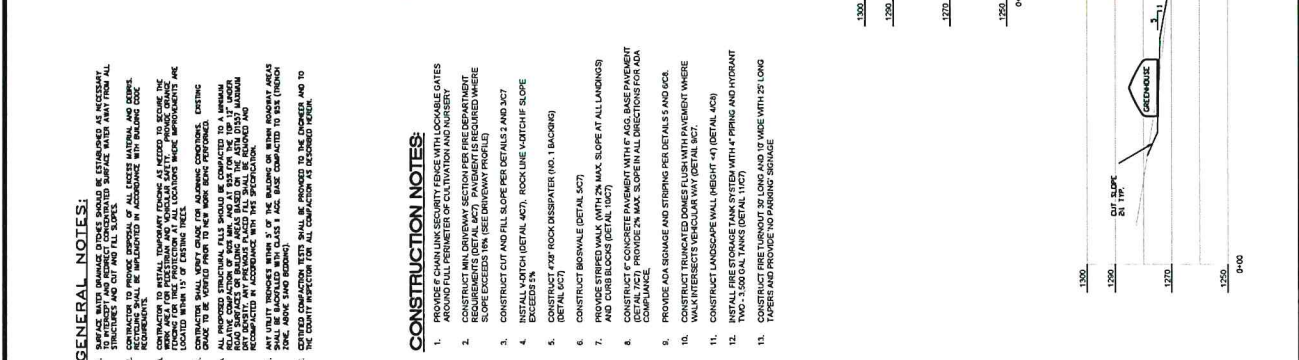 GENERAL NOTES:
SURFACE WATER DRAINAGE DITCHES SHOULD BE ESTABLISHED AS NECESSARY
TO INTERCEPT AND REDIRECT CONCENTRATED SURFACE WATER AWAY FROM ALL
STRUCTURES AND CUT AND FILL SLOPES.
CONTRACTOR TO PROVIDE DISPOSAL OF ALL EXCESS MATERIAL AND DEBRIS.
RECYCLING SHALL BE IMPLEMENTED IN ACCORDANCE WITH BUILDING CODE
REQUIREMENTS.
CONTRACTOR TO INSTALL TEMPORARY FENCING AS NEEDED TO SECURE THE
WORK AREA FOR PEDESTRIAN AND VEHICULAR SAFETY. PROVIDE ORANGE
FENCING FOR TREE PROTECTION AT ALL LOCATIONS WHERE IMPROVEMENTS ARE
LOCATED WITHIN 15' OF EXISTING TREES.
CONTRACTOR SHALL VERIFY GRADE FOR ADJOINING CONDITIONS, EXISTING
GRADE TO BE VERIFIED PRIOR TO NEW WORK BEING PERFORMED.
ALL PROPOSED STRUCTURAL FILLS SHOULD BE COMPACTED TO A MINIMUM
RELATIVE COMPACTION OF 90% MIN. AND AT 95% FOR THE TOP 12" UNDER
ROAD SURFACES OR BUILDING AREAS BASED ON THE ASTM D1557 MAXIMUM
DRY DENSITY. ANY PREVIOUS PLACED FILL SHALL BE REMOVED AND
RECOMPACTED IN ACCORDANCE WITH THIS SPECIFICATION.
ANY UTILITY TRENCHES WITHIN 5' OF THE BUILDING OR WITHIN ROADWAY AREAS
SHALL BE BACKFILLED WITH CLASS II AGG. BASE COMPACTED TO 95% (TRENCH
ZONE, ABOVE SAND BEDDING).
CERTIFIED COMPACTION TESTS SHALL BE PROVIDED TO THE ENGINEER AND TO
THE COUNTY INSPECTOR FOR ALL COMPACTION AS DESCRIBED HEREIN.
CONSTRUCTION NOTES:
1. PROVIDE 6' CHAIN LINK SECURITY FENCE WITH LOCKABLE GATES
AROUND FULL PERIMETER OF CULTIVATION AND NURSERY
2. CONSTRUCT MIN. DRIVEWAY SECTION PER FIRE DEPARTMENT
REQUIREMENTS (DETAIL 8/C7) PAVEMENT IS REQUIRED WHERE
SLOPE EXCEEDS 16% (SEE DRIVEWAY PROFILE)
3. CONSTRUCT CUT AND FILL SLOPE PER DETAILS 2 AND 3/C7
4. INSTALL V-DITCH (DETAIL 4/C7). ROCK LINE V-DITCH IF SLOPE
EXCEEDS 5%
5. CONSTRUCT 4'X8' ROCK DISSIPATER (NO. 1 BACKING)
(DETAIL 6/C7)
6. CONSTRUCT BIOSWALE (DETAIL 5/C7)
7. PROVIDE STRIPED WALK (WITH 2% MAX. SLOPE AT ALL LANDINGS)
AND CURB BLOCKS (DETAIL 10/C7)
8. CONSTRUCT 6" CONCRETE PAVEMENT WITH 6" AGG. BASE PAVEMENT
(DETAIL 7/C7) PROVIDE 2% MAX. SLOPE IN ALL DIRECTIONS FOR ADA
COMPLIANCE.
9. PROVIDE ADA SIGNAGE AND STRIPING PER DETAILS 5 AND 6/C8.
10. CONSTRUCT TRUNCATED DOMES FLUSH WITH PAVEMENT WHERE
WALK INTERSECTS VEHICULAR WAY (DETAIL 9/C7.
11. CONSTRUCT LANDSCAPE WALL (HEIGHT <4') (DETAIL 4/C8)
12. INSTALL FIRE STORAGE TANK SYSTEM WITH 4" PIPING AND HYDRANT
TWO - 3,500 GAL TANKS (DETAIL 11/C7)
13. CONSTRUCT FIRE TURNOUT 30' LONG AND 10' WIDE WITH 25' LONG
TAPERS AND PROVIDE 'NO PARKING' SIGNAGE
1300
1290
1270
1250
CUT SLOPE
2:1 TYP.
GREENHOUSE
5
1
1300
1290
1270
1250
0+00